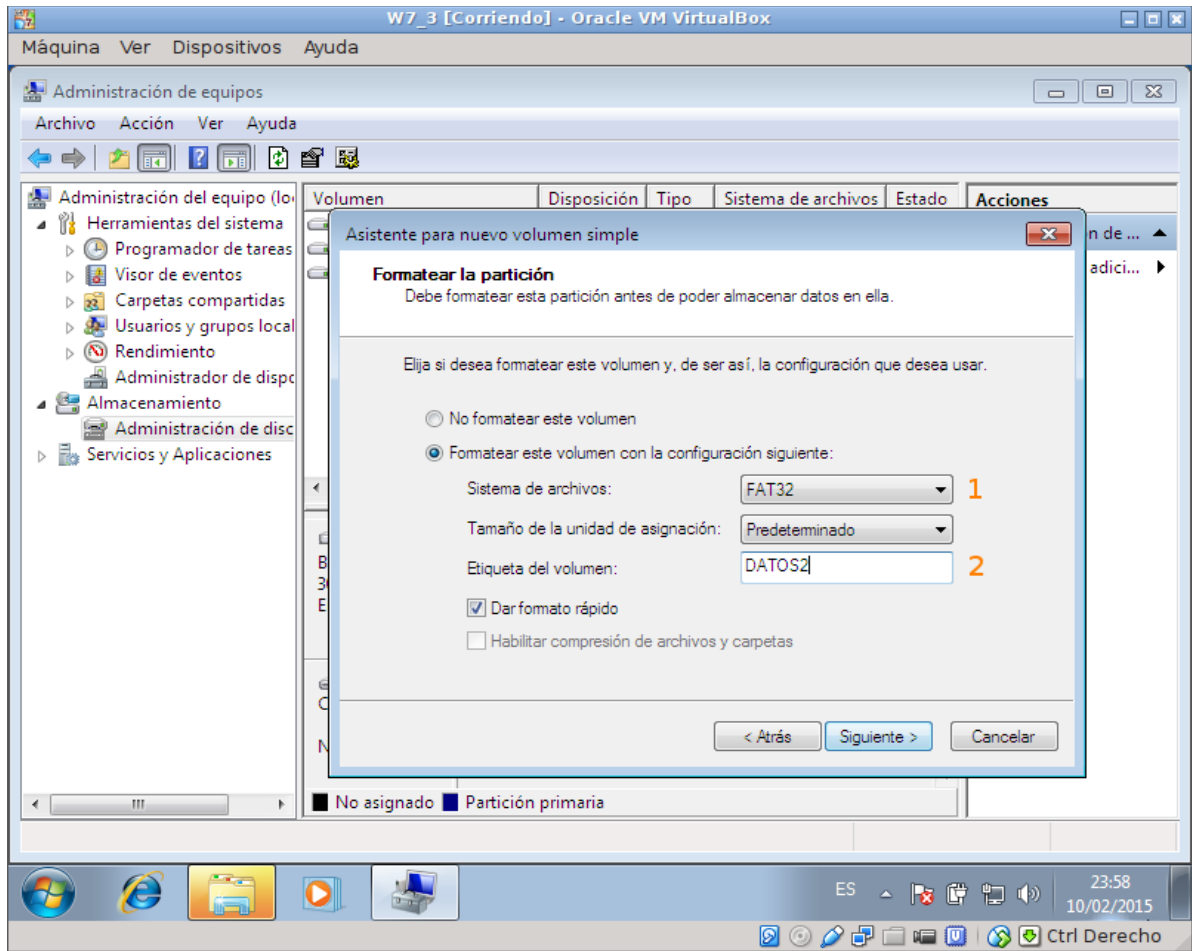 W7_3 [Corriendo] - Oracle VM VirtualBox
Máquina Ver Dispositivos Ayuda
Administración de equipos
Archivo Acción Ver Ayuda
Administración del equipo (lo
Herramientas del sistema
Programador de tareas
Visor de eventos
Carpetas compartidas
Usuarios y grupos local
Rendimiento
Administrador de dispo
Almacenamiento
Administración de disc
Servicios y Aplicaciones
Volumen Disposición Tipo Sistema de archivos Estado
Acciones
n de ...
adici...
Asistente para nuevo volumen simple
Formatear la partición
Debe formatear esta partición antes de poder almacenar datos en ella.
Elija si desea formatear este volumen y, de ser así, la configuración que desea usar.
No formatear este volumen
Formatear este volumen con la configuración siguiente:
Sistema de archivos: FAT32 1
Tamaño de la unidad de asignación: Predeterminado
Etiqueta del volumen: DATOS2 2
Dar formato rápido
Habilitar compresión de archivos y carpetas
< Atrás Siguiente > Cancelar
No asignado Partición primaria
ES
23:58
10/02/2015
Ctrl Derecho